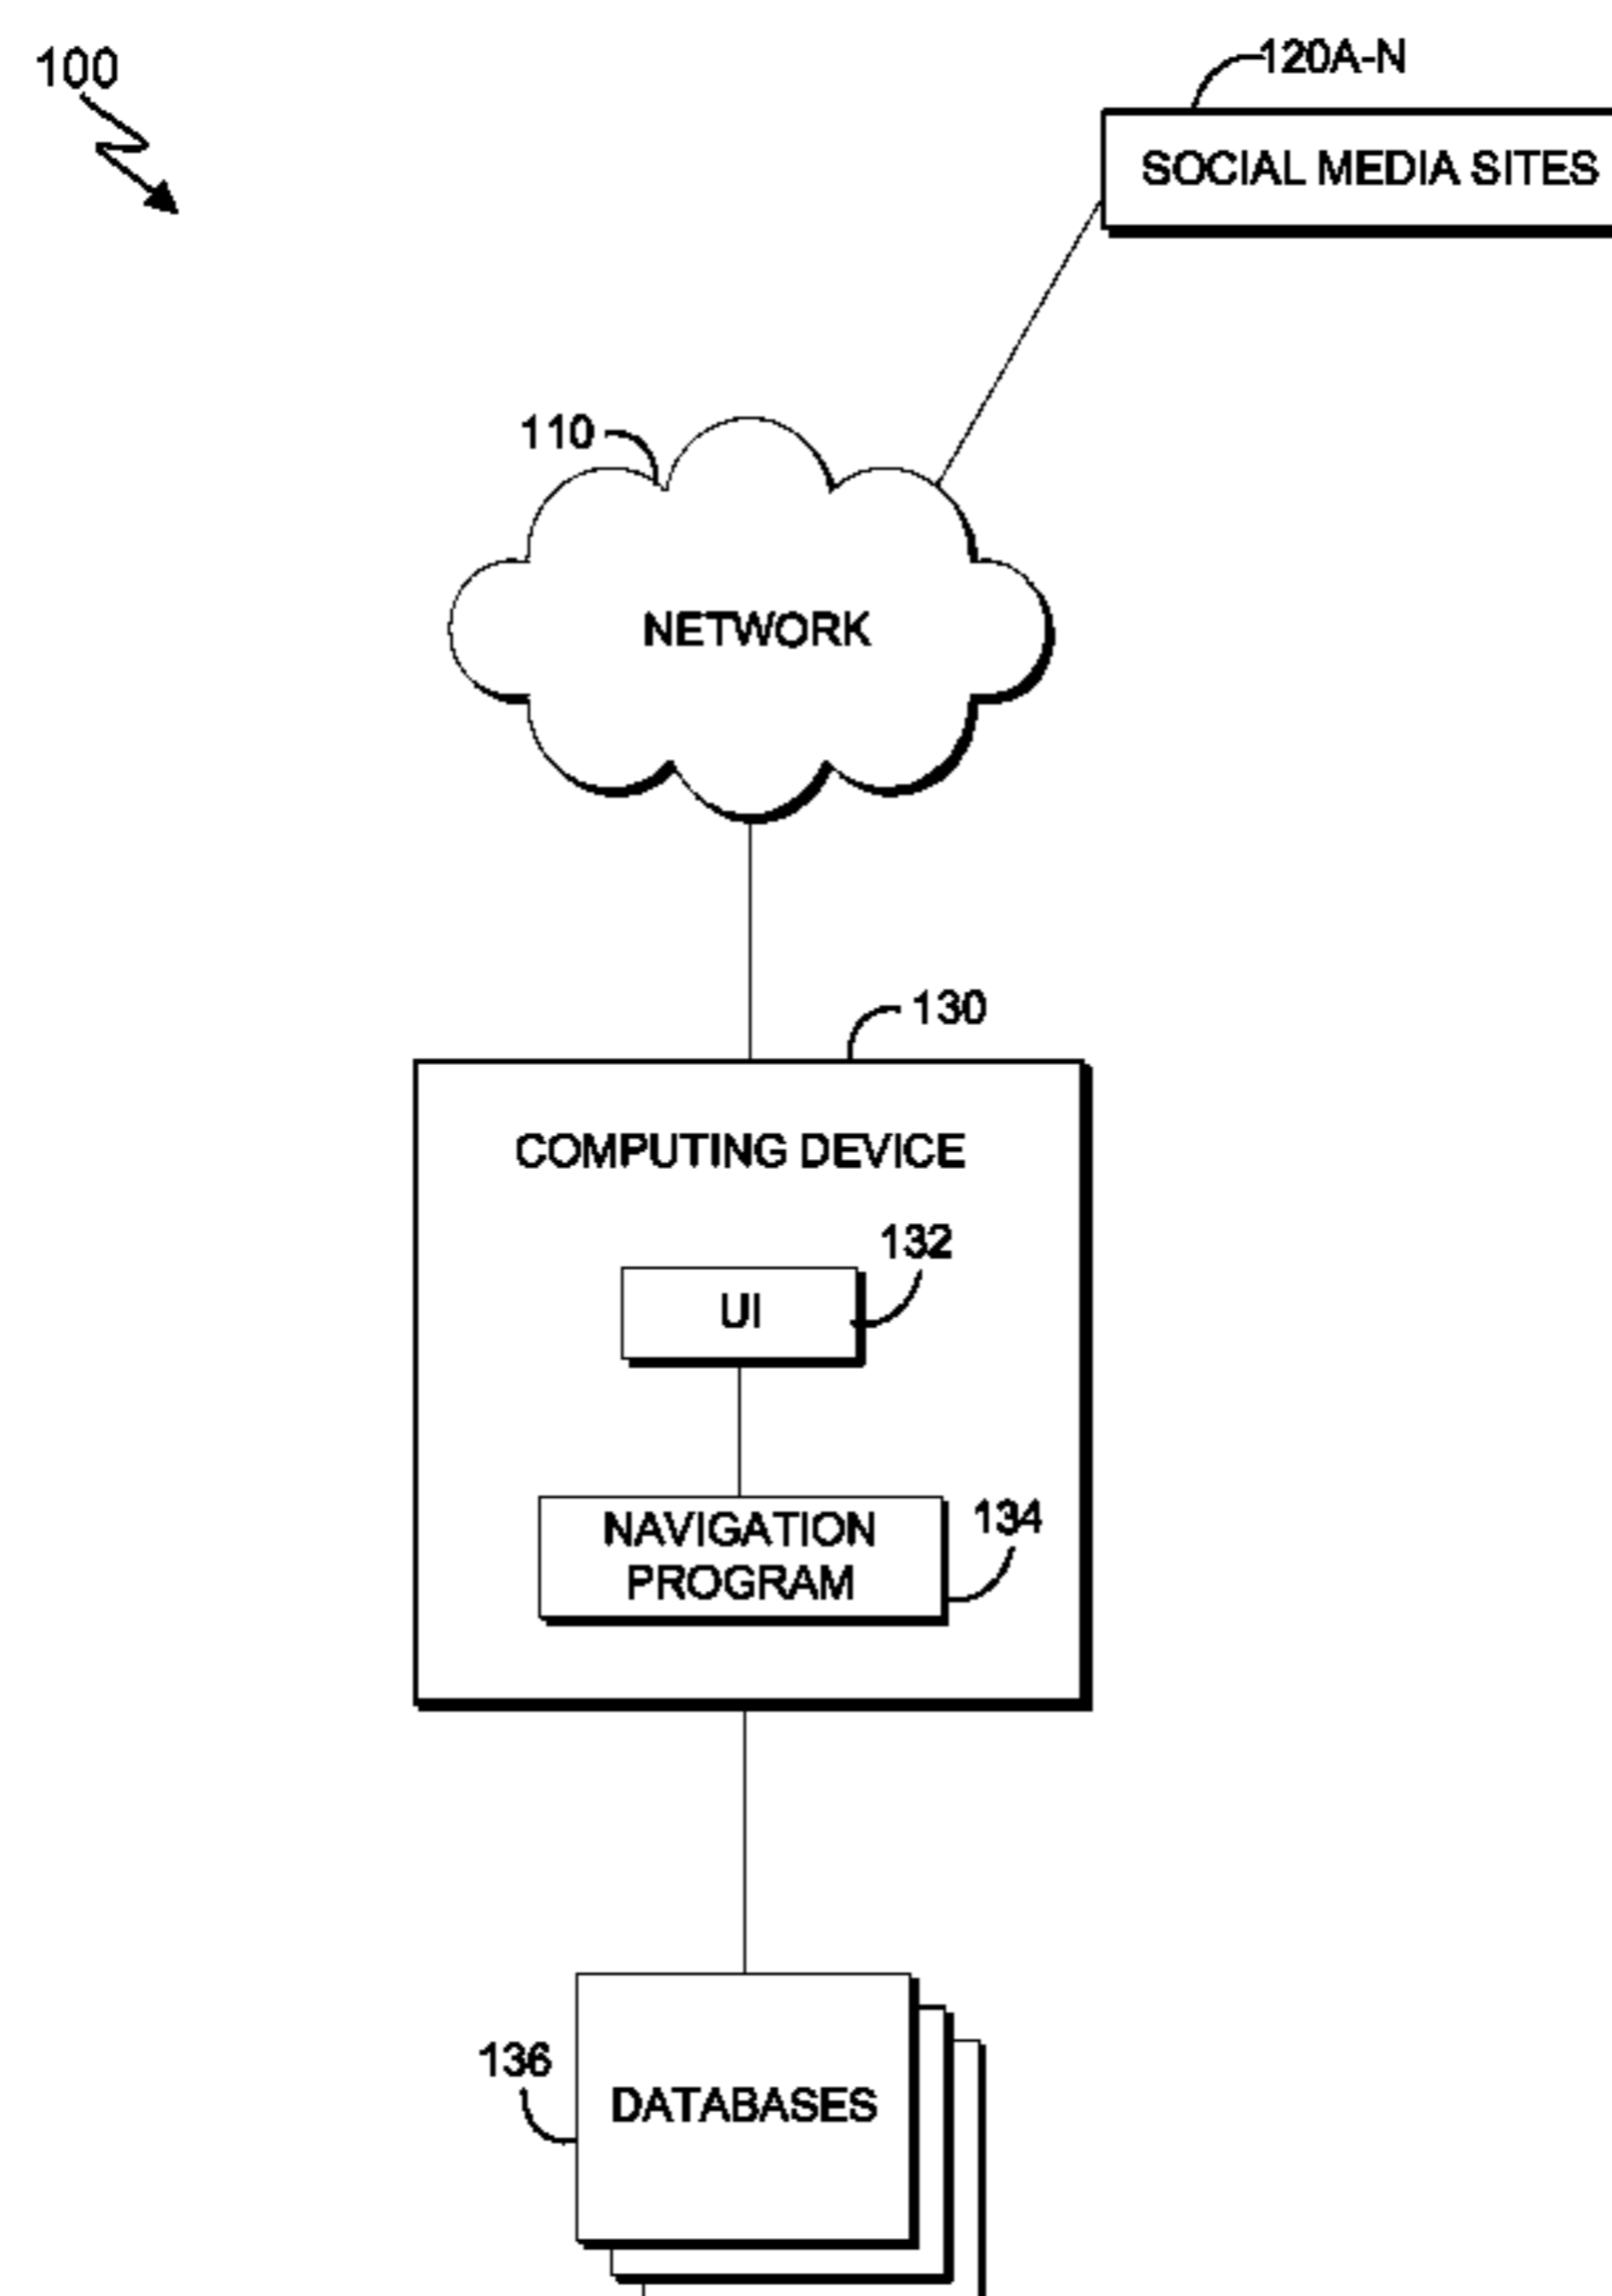 100
120A-N
SOCIAL MEDIA SITES
110
NETWORK
130
COMPUTING DEVICE
132
UI
134
NAVIGATION
PROGRAM
136
DATABASES